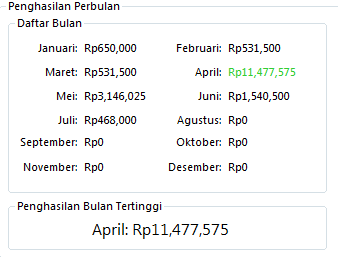 Penghasilan Perbulan
Daftar Bulan
Januari: Rp650,000 Februari: Rp531,500
Maret: Rp531,500 April: Rp11,477,575
Mei: Rp3,146,025 Juni: Rp1,540,500
Juli: Rp468,000 Agustus: Rp0
September: Rp0 Oktober: Rp0
November: Rp0 Desember: Rp0
Penghasilan Bulan Tertinggi
April: Rp11,477,575